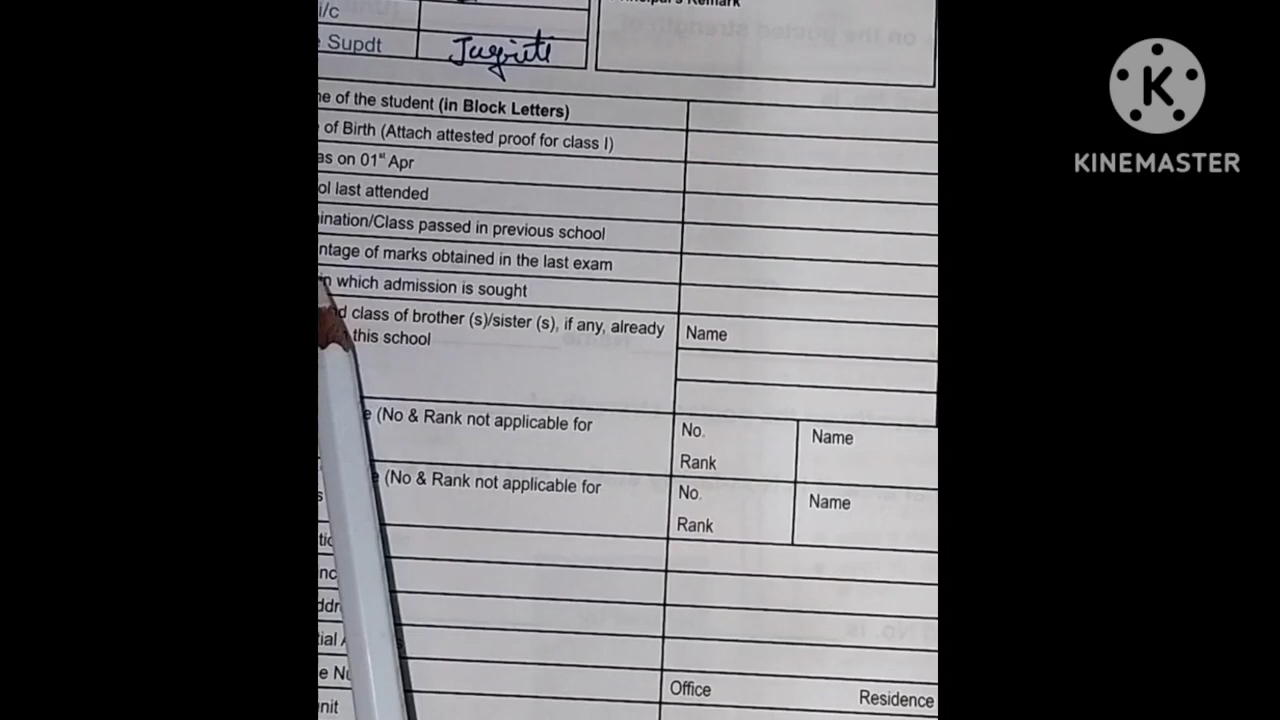 i/c
Supdt
Jagriti
ne of the student (in Block Letters)
of Birth (Attach attested proof for class I)
as on 01st Apr
ol last attended
ination/Class passed in previous school
ntage of marks obtained in the last exam
in which admission is sought
class of brother (s)/sister (s), if any, already
this school
Name
(No & Rank not applicable for
No.
Name
Rank
(No & Rank not applicable for
No.
Name
Rank
Office
Residence
K
KINEMASTER